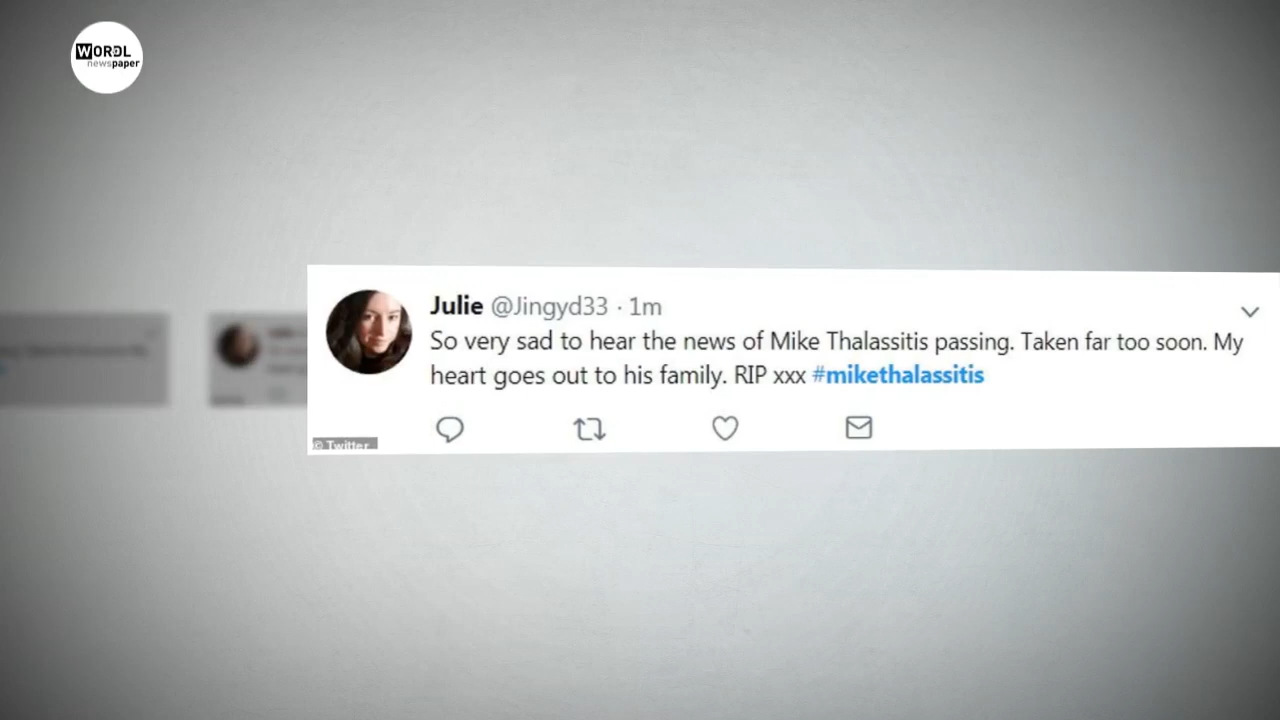 WORDL
newspaper
Julie @Jingyd33 · 1m
So very sad to hear the news of Mike Thalassitis passing. Taken far too soon. My
heart goes out to his family. RIP xxx #mikethalassitis
© Twitter